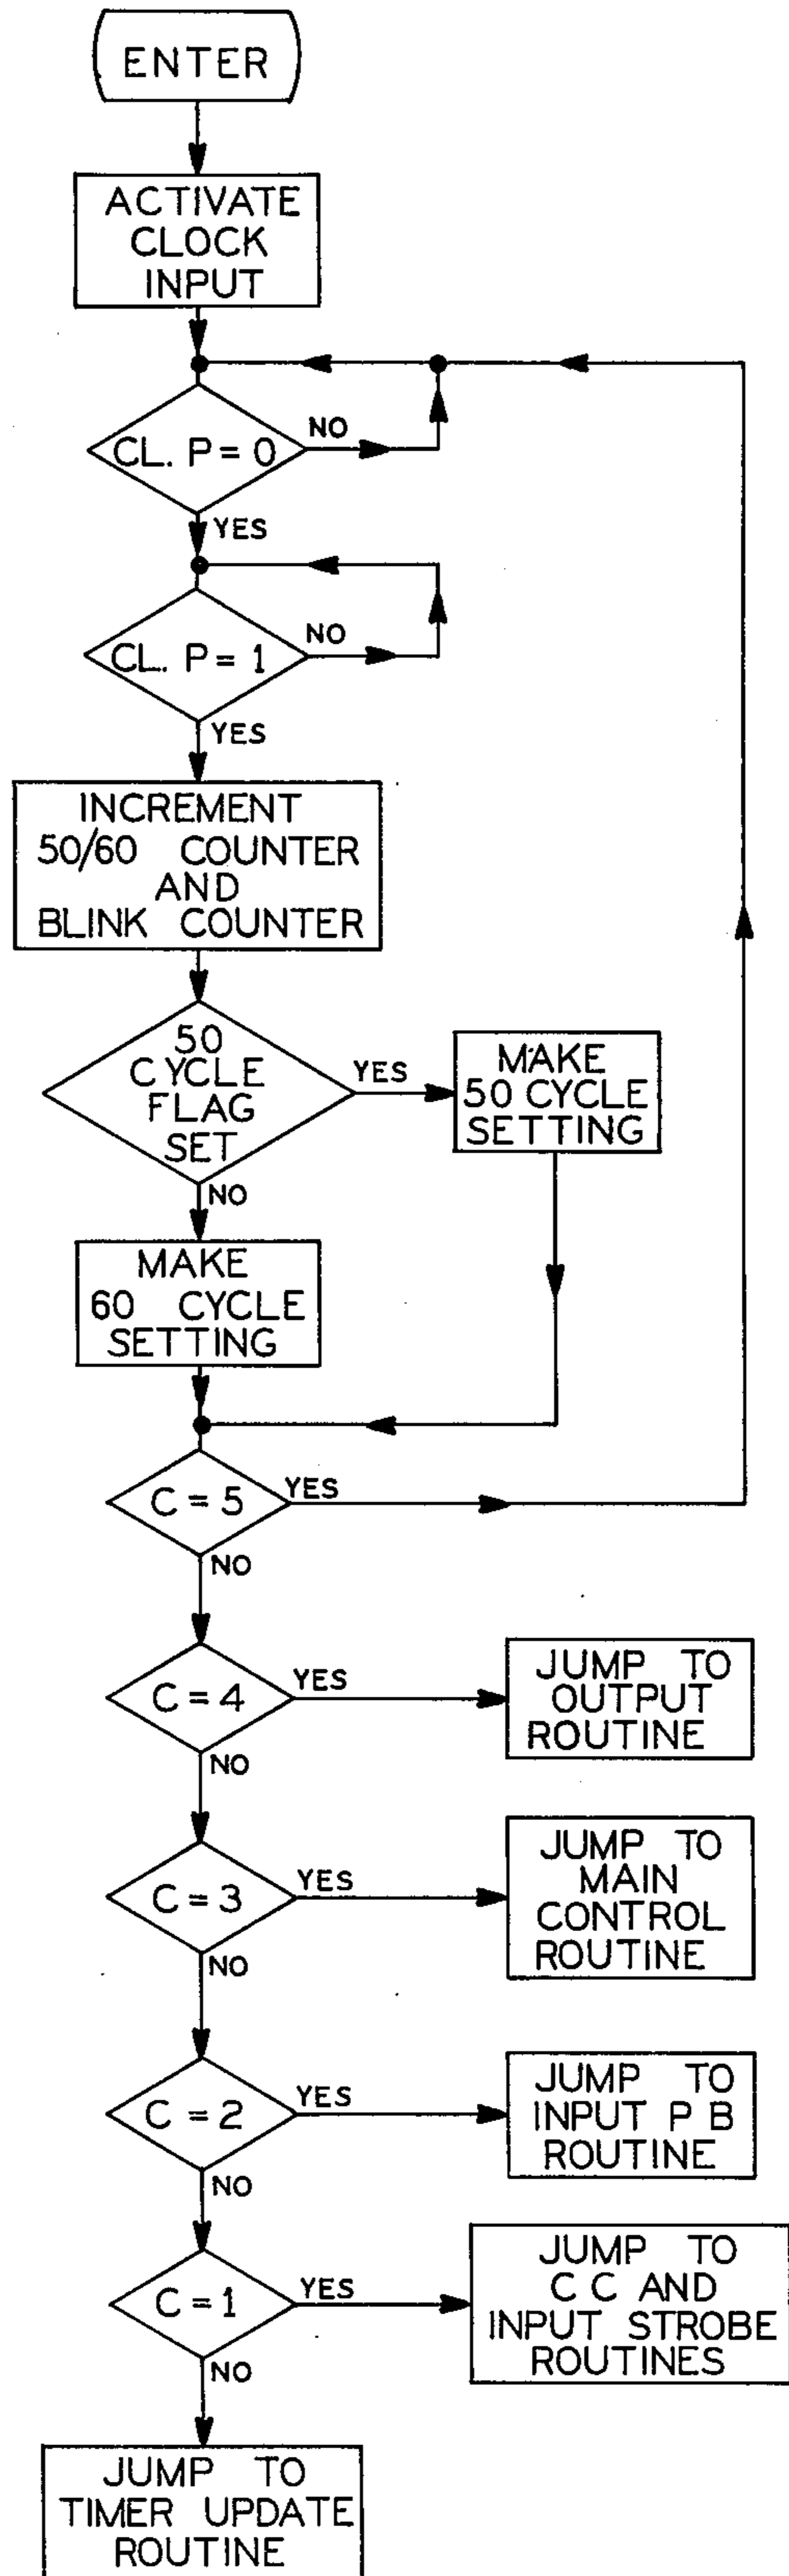 ENTER
ACTIVATE
CLOCK
INPUT
CL. P = 0
NO
YES
CL. P = 1
NO
YES
INCREMENT
50/60 COUNTER
AND
BLINK COUNTER
50
CYCLE
FLAG
SET
YES
NO
MAKE
50 CYCLE
SETTING
MAKE
60 CYCLE
SETTING
C = 5
YES
NO
C = 4
YES
NO
JUMP TO
OUTPUT
ROUTINE
C = 3
YES
NO
JUMP TO
MAIN
CONTROL
ROUTINE
C = 2
YES
NO
JUMP TO
INPUT P B
ROUTINE
C = 1
YES
NO
JUMP TO
C C AND
INPUT STROBE
ROUTINES
JUMP TO
TIMER UPDATE
ROUTINE